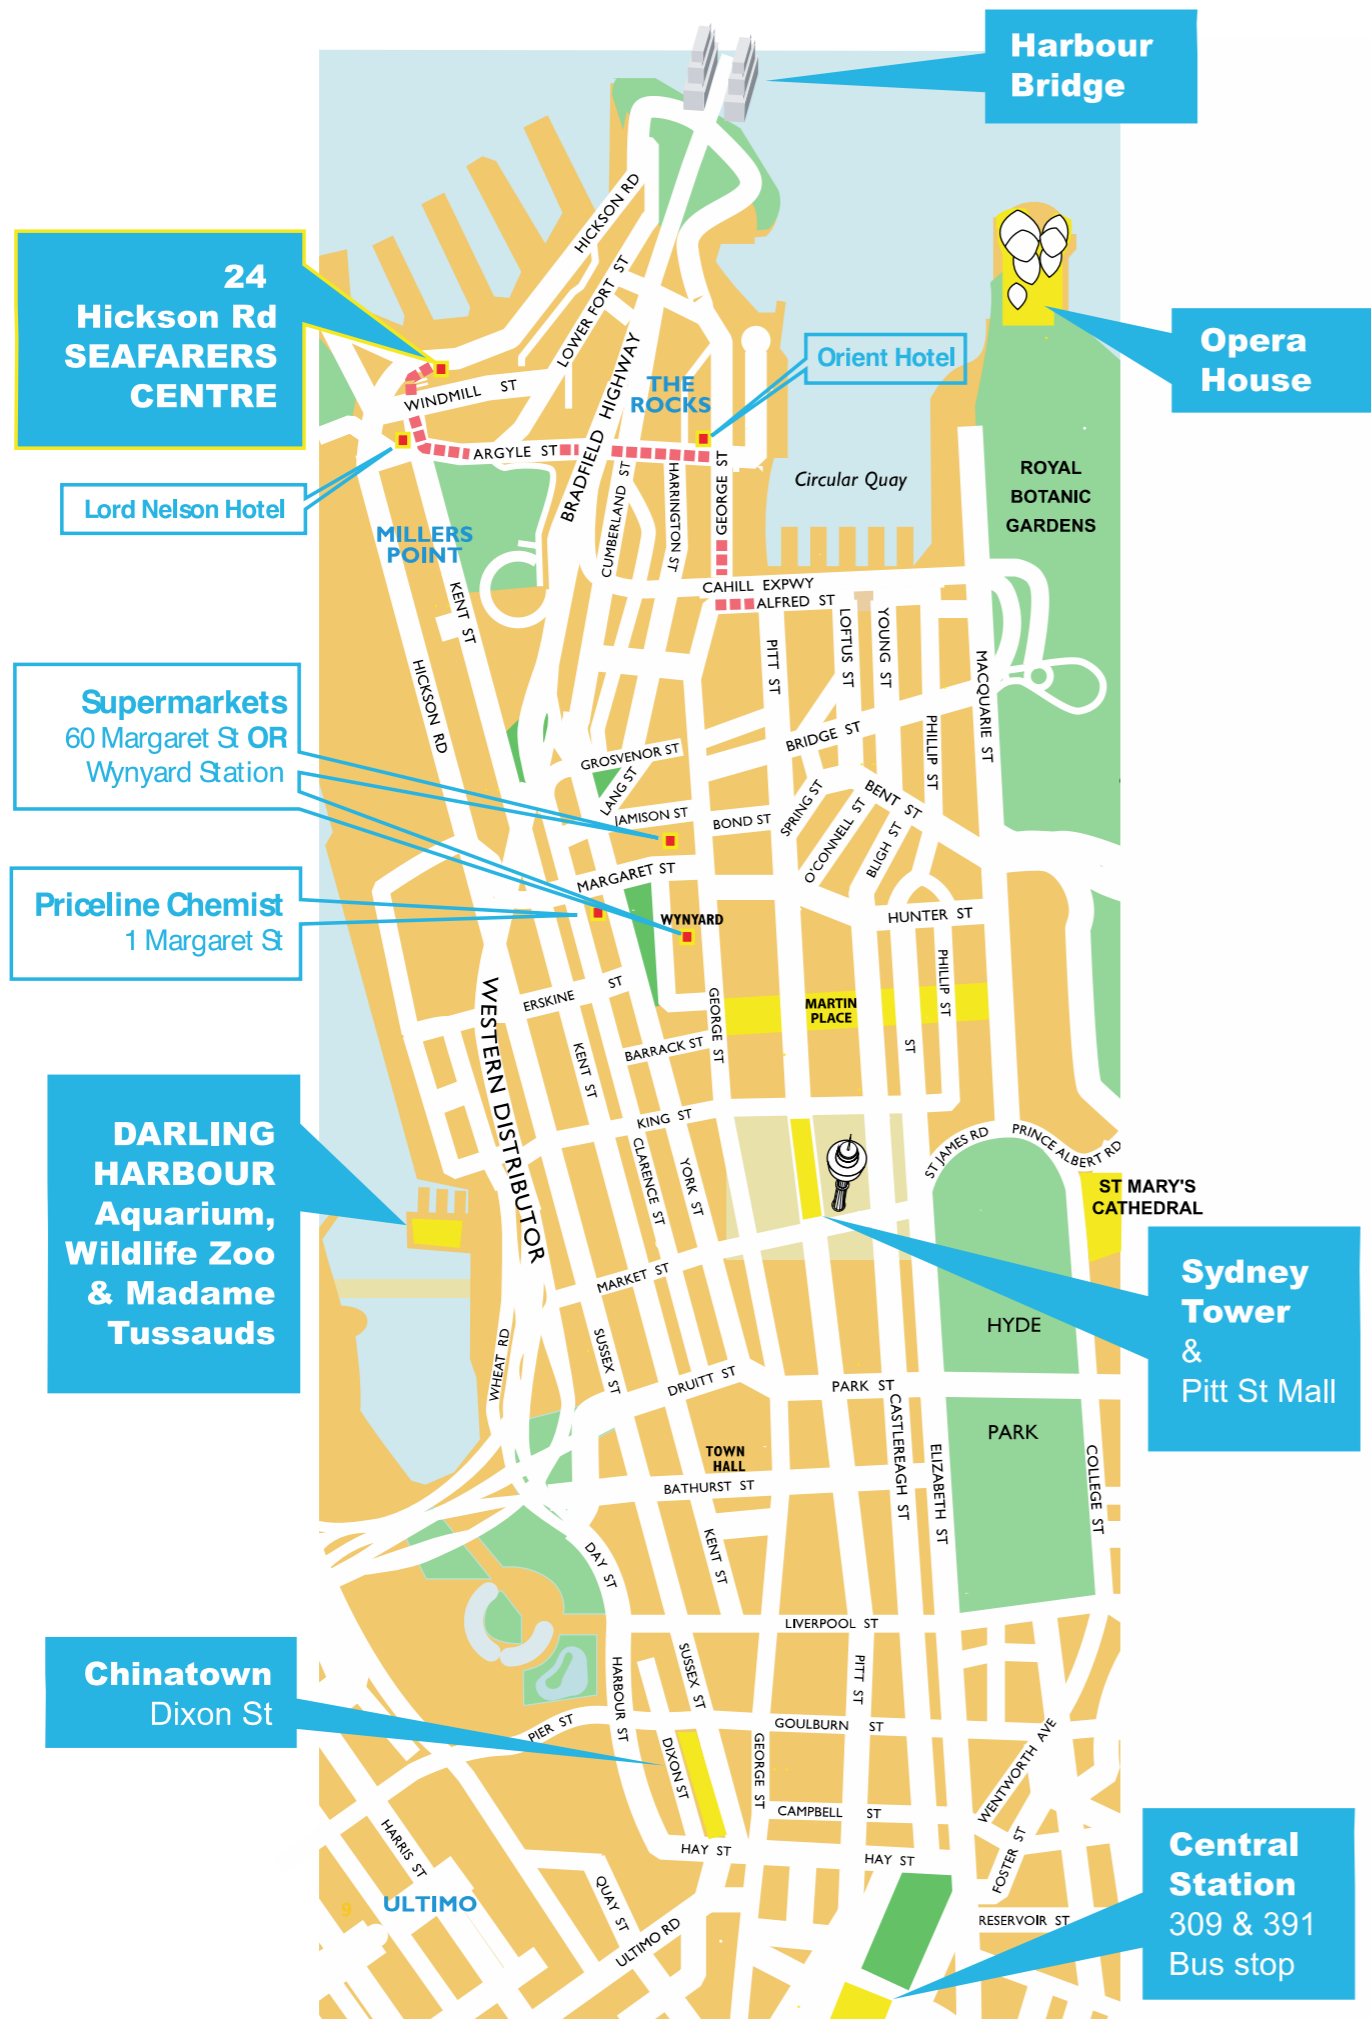 Harbour
Bridge
24
Hickson Rd
SEAFARERS
CENTRE
HICKSON RD
LOWER FORT ST
BRADFIELD HIGHWAY
Opera
House
Orient Hotel
THE
ROCKS
WINDMILL ST
ARGYLE ST
Lord Nelson Hotel
MILLERS
POINT
CUMBERLAND ST
HARRINGTON ST
GEORGE ST
Circular Quay
ROYAL
BOTANIC
GARDENS
CAHILL EXPWY
ALFRED ST
KENT ST
HICKSON RD
PITT ST
LOFTUS ST
YOUNG ST
PHILLIP ST
MACQUARIE ST
Supermarkets
60 Margaret St OR
Wynyard Station
GROSVENOR ST
LANG ST
JAMISON ST
BOND ST
BRIDGE ST
SPRING ST
O'CONNELL ST
BENT ST
BLIGH ST
MARGARET ST
Priceline Chemist
1 Margaret St
WYNYARD
HUNTER ST
PHILLIP ST
WESTERN DISTRIBUTOR
ERSKINE ST
GEORGE ST
MARTIN
PLACE
ST
KENT ST
BARRACK ST
KING ST
CLARENCE ST
YORK ST
ST JAMES RD
PRINCE ALBERT RD
ST MARY'S
CATHEDRAL
DARLING
HARBOUR
Aquarium,
Wildlife Zoo
& Madame
Tussauds
MARKET ST
Sydney
Tower
&
Pitt St Mall
HYDE
PARK
WHEAT RD
SUSSEX ST
DRUITT ST
PARK ST
CASTLEREAGH ST
ELIZABETH ST
COLLEGE ST
TOWN
HALL
BATHURST ST
KENT ST
DAY ST
LIVERPOOL ST
Chinatown
Dixon St
HARBOUR ST
SUSSEX ST
PITT ST
PIER ST
GOULBURN ST
DIXON ST
GEORGE ST
WENTWORTH AVE
CAMPBELL ST
HAY ST
HAY ST
FOSTER ST
HARRIS ST
9
ULTIMO
QUAY ST
ULTIMO RD
RESERVOIR ST
Central
Station
309 & 391
Bus stop